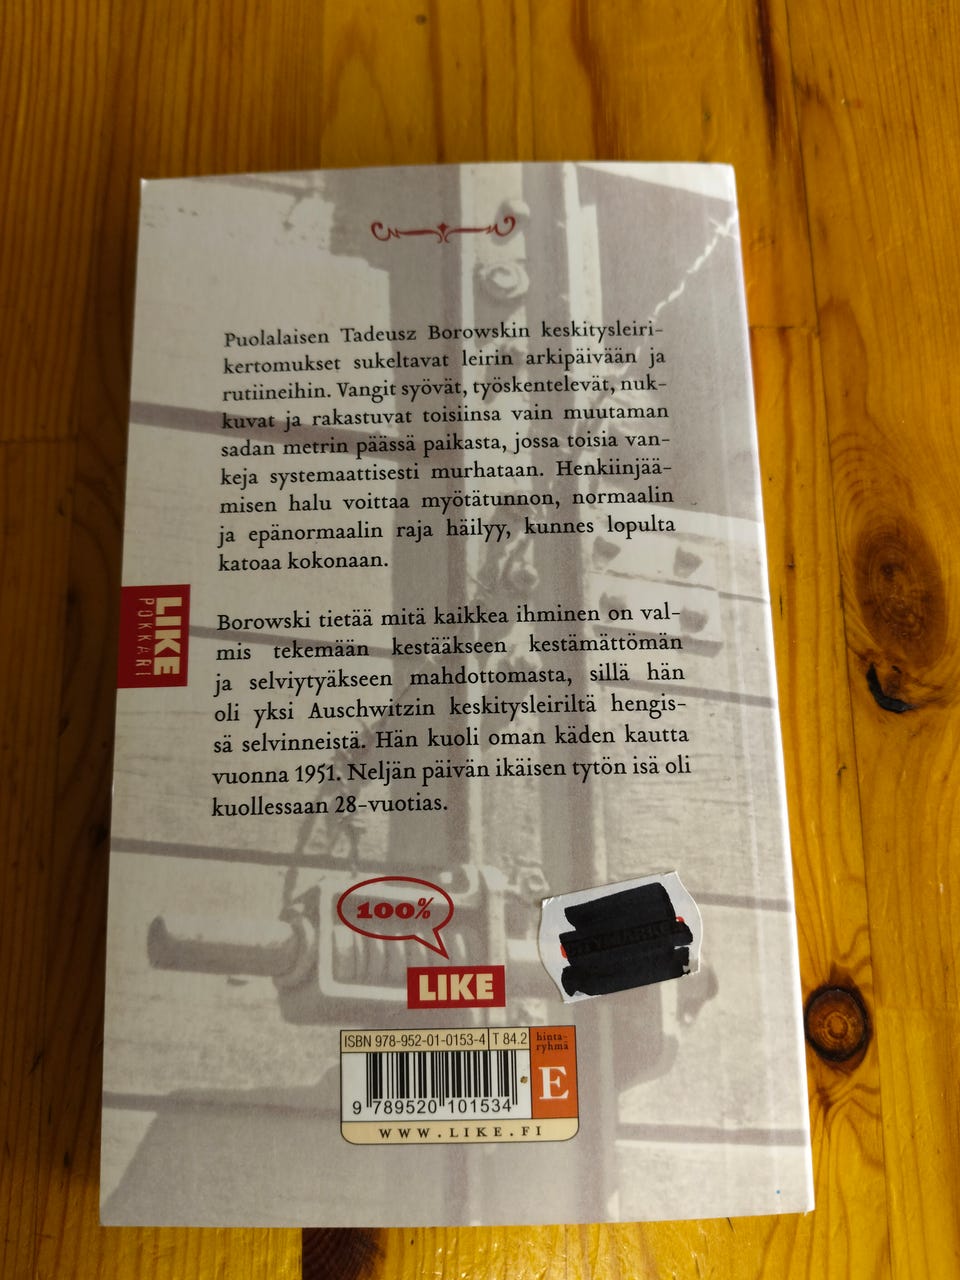 Puolalaisen Tadeusz Borowskin keskitysleiri-
kertomukset sukeltavat leirin arkipäivään ja
rutiineihin. Vangit syövät, työskentelevät, nuk-
kuvat ja rakastuvat toisiinsa vain muutaman
sadan metrin päässä paikasta, jossa toisia van-
keja systemaattisesti murhataan. Henkiinjää-
misen halu voittaa myötätunnon, normaalin
ja epänormaalin raja häilyy, kunnes lopulta
katoaa kokonaan.
Borowski tietää mitä kaikkea ihminen on val-
mis tekemään kestääkseen kestämättömän
ja selviytyäkseen mahdottomasta, sillä hän
oli yksi Auschwitzin keskitysleiriltä hengis-
sä selvinneistä. Hän kuoli oman käden kautta
vuonna 1951. Neljän päivän ikäisen tytön isä oli
kuollessaan 28-vuotias.
LIKE
POKKARI
100%
LIKE
ISBN 978-952-01-0153-4 T 84.2
hinta-
ryhmä
E
9 789520 101534
WWW.LIKE.FI